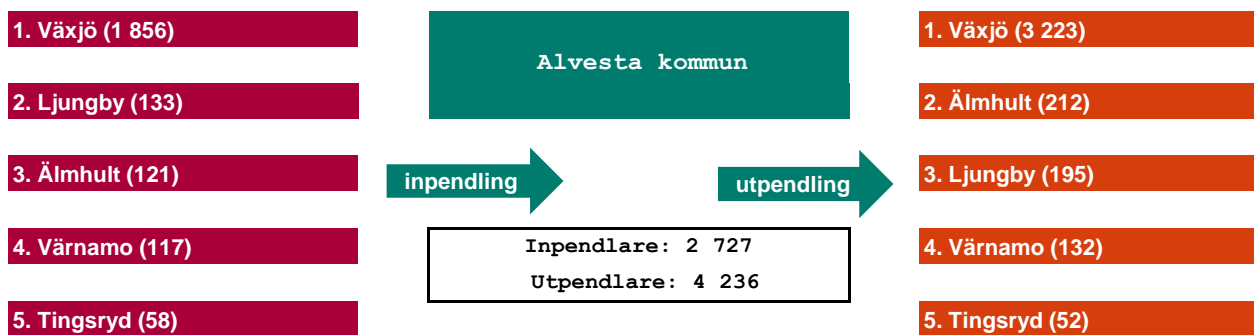 1. Växjö (1 856)
2. Ljungby (133)
3. Älmhult (121)
4. Värnamo (117)
5. Tingsryd (58)
Alvesta kommun
inpendling
utpendling
Inpendlare: 2 727
Utpendlare: 4 236
1. Växjö (3 223)
2. Älmhult (212)
3. Ljungby (195)
4. Värnamo (132)
5. Tingsryd (52)